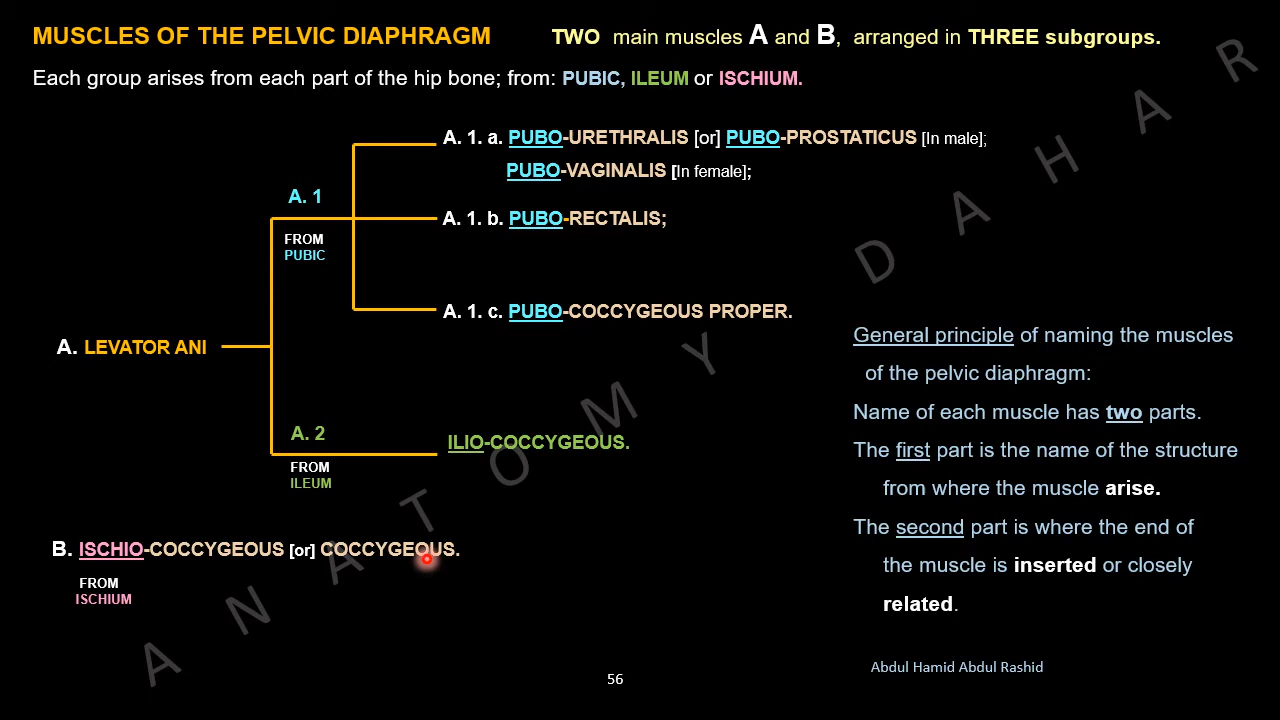 MUSCLES OF THE PELVIC DIAPHRAGM
TWO main muscles A and B, arranged in THREE subgroups.
Each group arises from each part of the hip bone; from: PUBIC, ILEUM or ISCHIUM.
A. 1. a. PUBO-URETHRALIS [or] PUBO-PROSTATICUS [In male];
PUBO-VAGINALIS [In female];
A. 1
A. 1. b. PUBO-RECTALIS;
FROM
PUBIC
A. 1. c. PUBO-COCCYGEOUS PROPER.
A. LEVATOR ANI
A. 2
ILIO-COCCYGEOUS.
FROM
ILEUM
B. ISCHIO-COCCYGEOUS [or] COCCYGEOUS.
FROM
ISCHIUM
General principle of naming the muscles
of the pelvic diaphragm:
Name of each muscle has two parts.
The first part is the name of the structure
from where the muscle arise.
The second part is where the end of
the muscle is inserted or closely
related.
Abdul Hamid Abdul Rashid
56
ANATOMY DAHAR